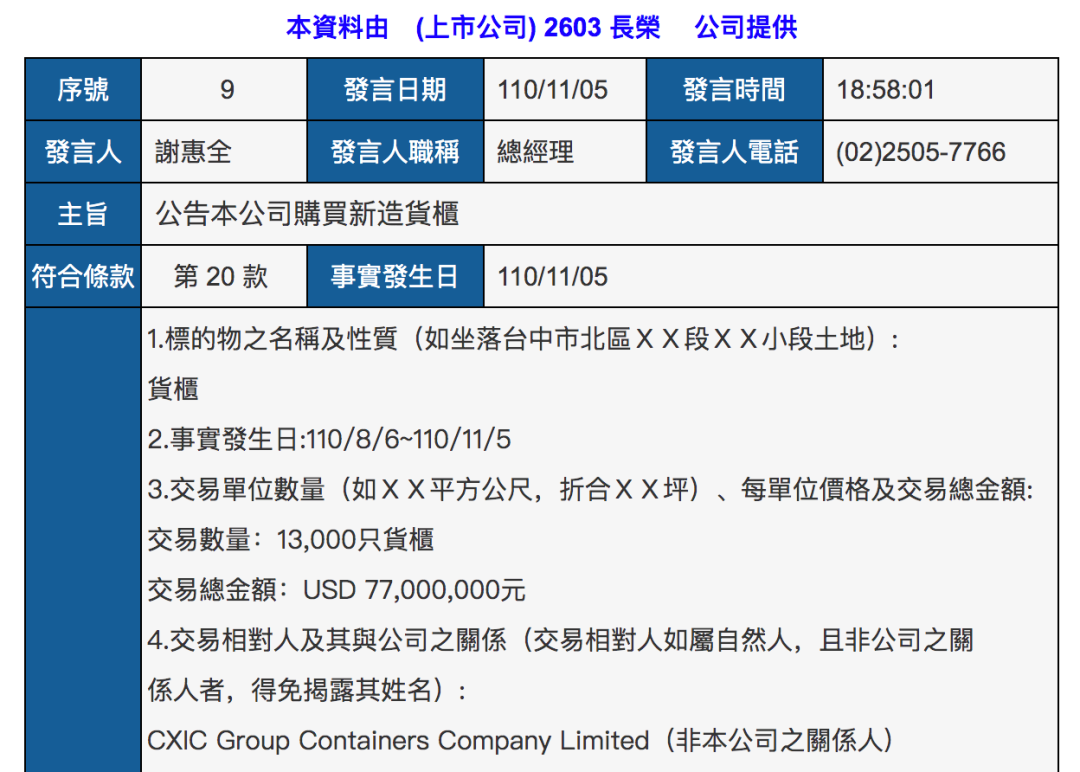 本資料由 (上市公司) 2603 長榮 公司提供
序號 9 發言日期 110/11/05 發言時間 18:58:01
發言人 謝惠全 發言人職稱 總經理 發言人電話 (02)2505-7766
主旨 公告本公司購買新造貨櫃
符合條款 第 20 款 事實發生日 110/11/05
1.標的物之名稱及性質（如坐落台中市北區ＸＸ段ＸＸ小段土地）:
貨櫃
2.事實發生日:110/8/6~110/11/5
3.交易單位數量（如ＸＸ平方公尺，折合ＸＸ坪）、每單位價格及交易總金額:
交易數量：13,000只貨櫃
交易總金額：USD 77,000,000元
4.交易相對人及其與公司之關係（交易相對人如屬自然人，且非公司之關
係人者，得免揭露其姓名）:
CXIC Group Containers Company Limited（非本公司之關係人）